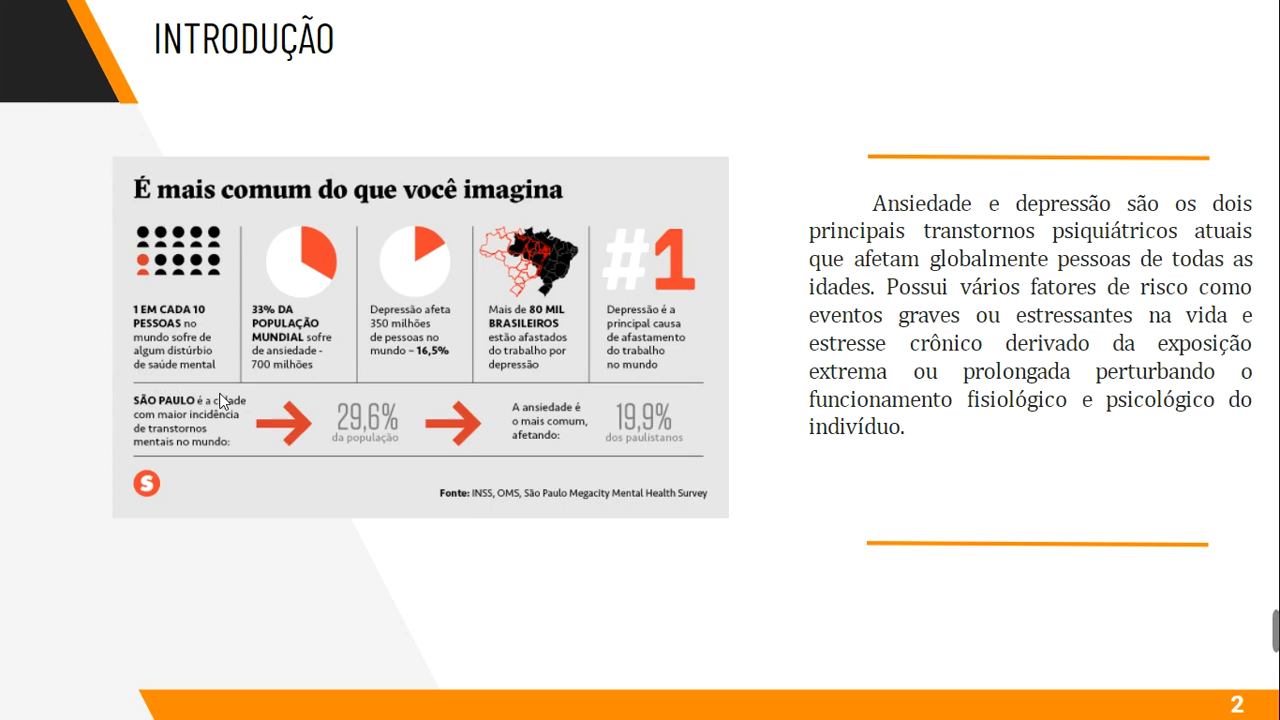 INTRODUÇÃO
É mais comum do que você imagina
#1
1 EM CADA 10
PESSOAS no
mundo sofre de
algum distúrbio
de saúde mental
33% DA
POPULAÇÃO
MUNDIAL sofre
de ansiedade -
700 milhões
Depressão afeta
350 milhões
de pessoas no
mundo – 16,5%
Mais de 80 MIL
BRASILEIROS
estão afastados
do trabalho por
depressão
Depressão é a
principal causa
de afastamento
do trabalho
no mundo
SÃO PAULO é a cidade
com maior incidência
de transtornos
mentais no mundo:
29,6%
da população
A ansiedade é
o mais comum,
afetando:
19,9%
dos paulistanos
S
Fonte: INSS, OMS, São Paulo Megacity Mental Health Survey
Ansiedade e depressão são os dois
principais transtornos psiquiátricos atuais
que afetam globalmente pessoas de todas as
idades. Possui vários fatores de risco como
eventos graves ou estressantes na vida e
estresse crônico derivado da exposição
extrema ou prolongada perturbando o
funcionamento fisiológico e psicológico do
indivíduo.
2